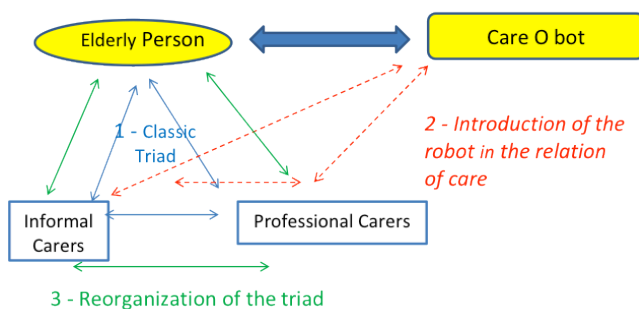 Elderly Person
Care O bot
1 - Classic
Triad
2 - Introduction of the
robot in the relation
of care
Informal
Carers
Professional Carers
3 - Reorganization of the triad